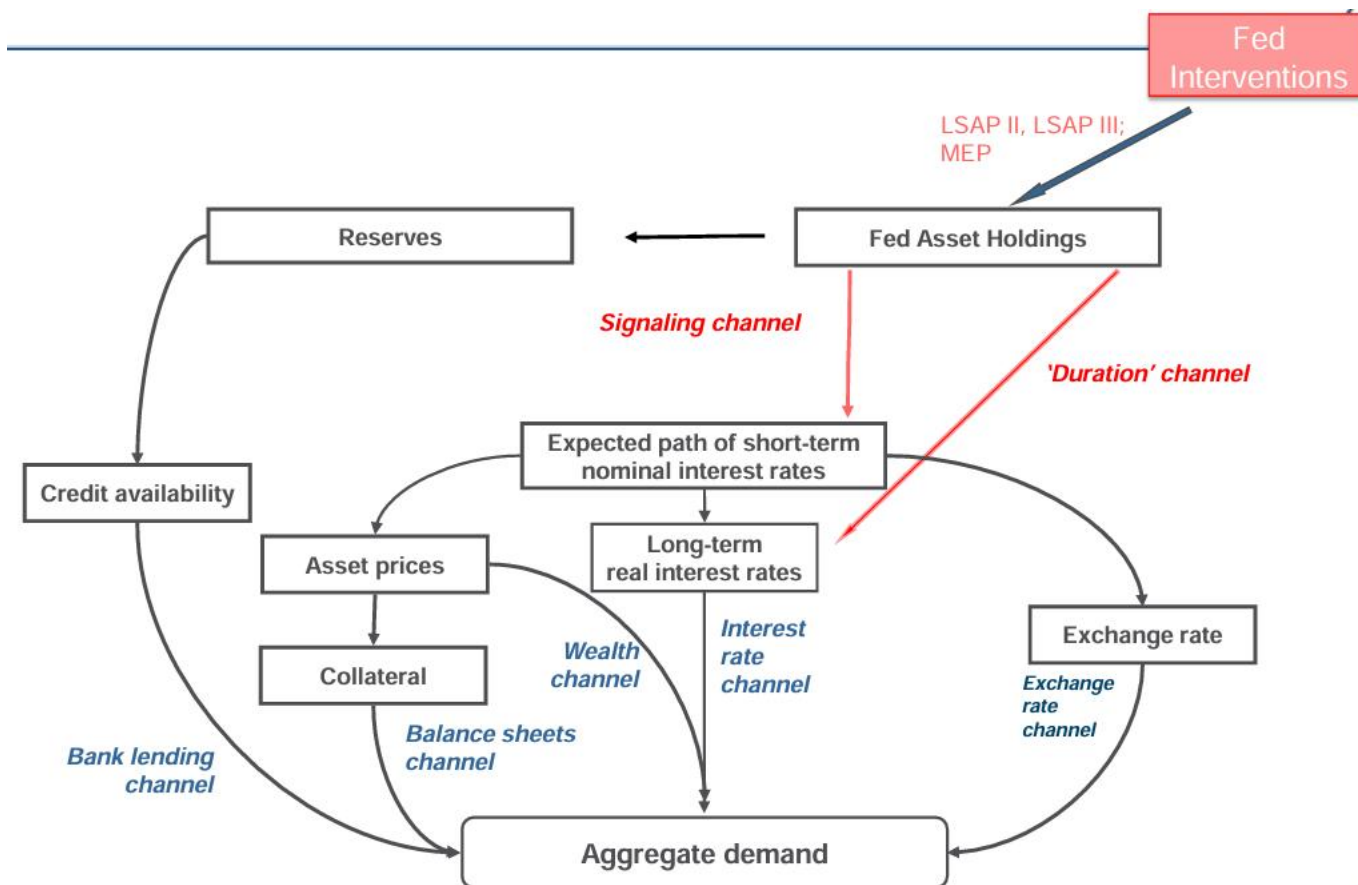 Fed
Interventions
LSAP II, LSAP III;
MEP
Reserves
Fed Asset Holdings
Signaling channel
‘Duration’ channel
Expected path of short-term
nominal interest rates
Credit availability
Asset prices
Long-term
real interest rates
Exchange rate
Collateral
Wealth
channel
Interest
rate
channel
Exchange
rate
channel
Bank lending
channel
Balance sheets
channel
Aggregate demand